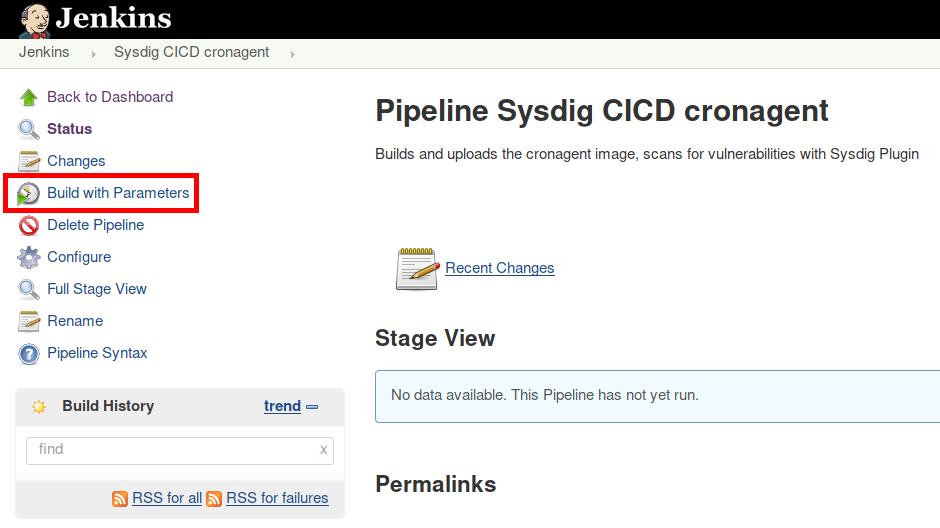 Jenkins
Jenkins Sysdig CICD cronagent
Back to Dashboard
Status
Changes
Build with Parameters
Delete Pipeline
Configure
Full Stage View
Rename
Pipeline Syntax
Build History trend
find x
RSS for all RSS for failures
Pipeline Sysdig CICD cronagent
Builds and uploads the cronagent image, scans for vulnerabilities with Sysdig Plugin
Recent Changes
Stage View
No data available. This Pipeline has not yet run.
Permalinks